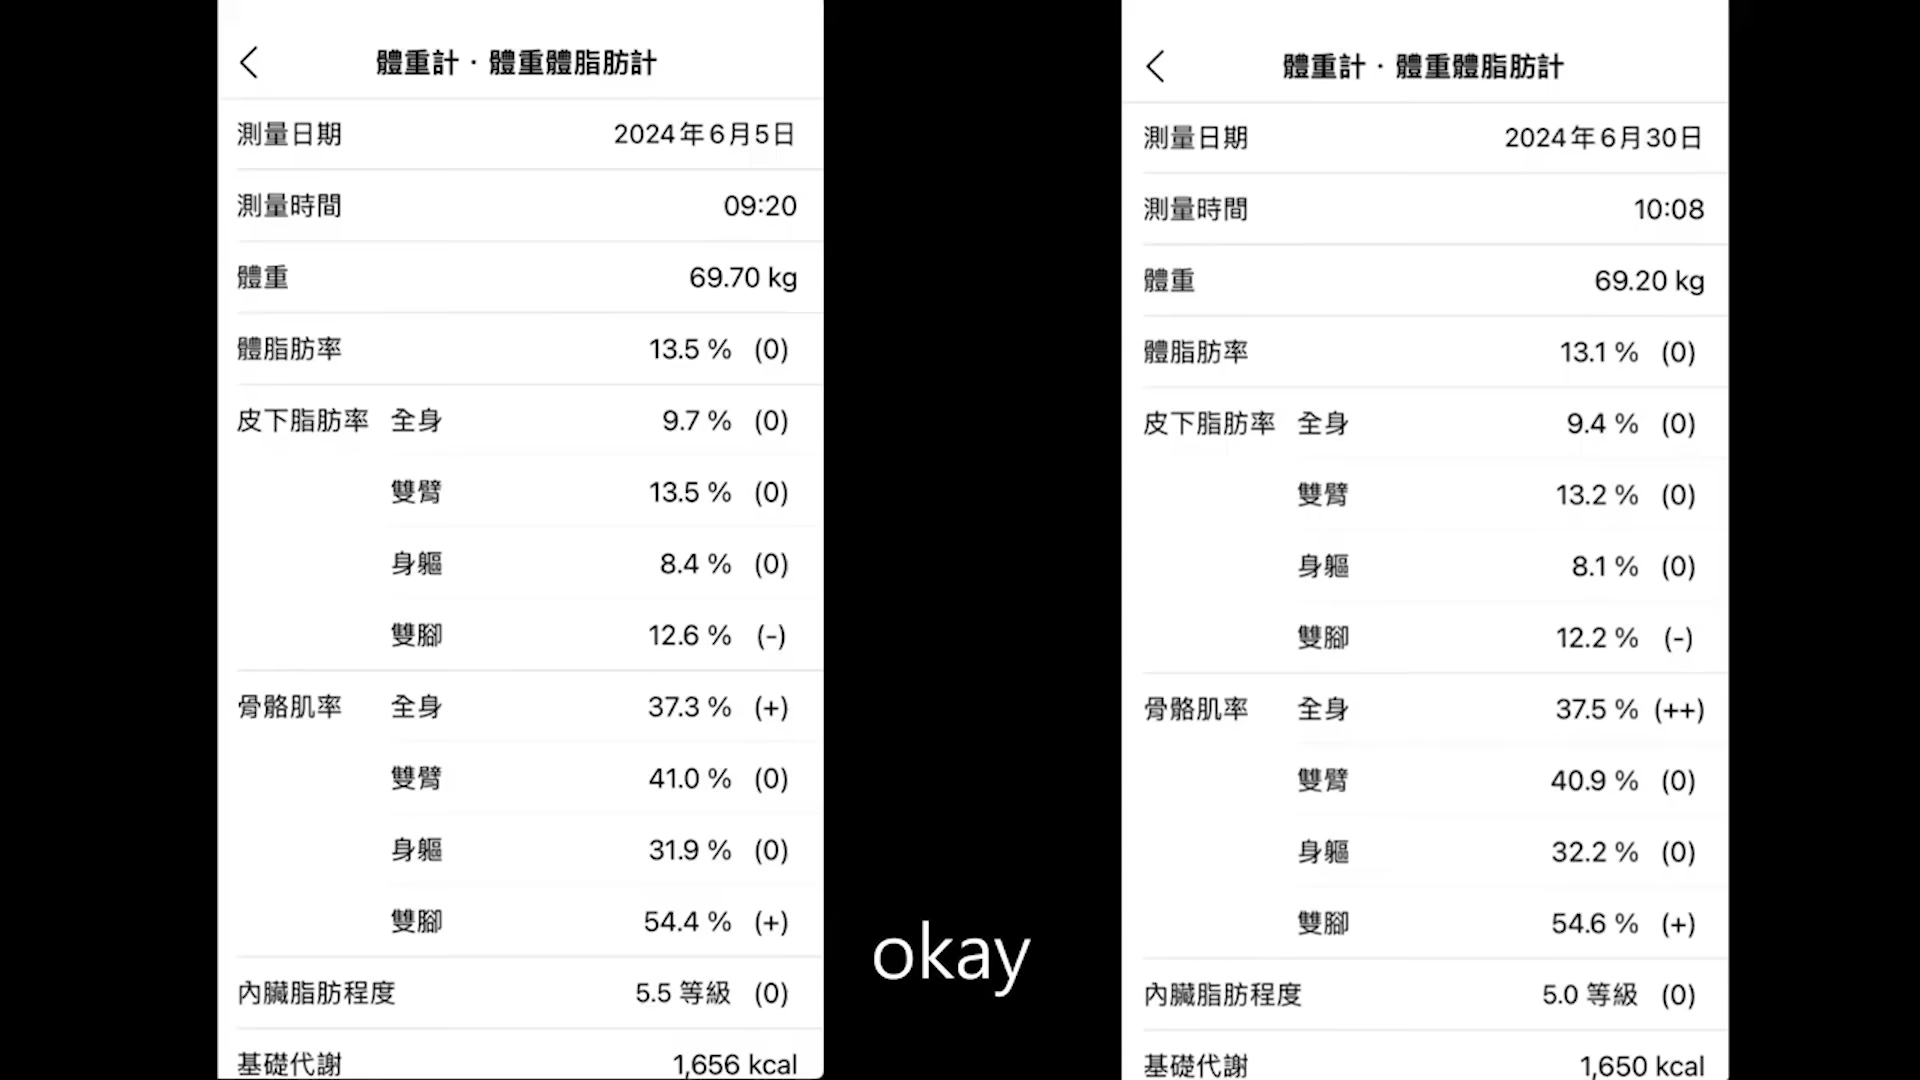 體重計・體重體脂肪計
測量日期 2024年6月5日
測量時間 09:20
體重 69.70 kg
體脂肪率 13.5 % (0)
皮下脂肪率 全身 9.7 % (0)
雙臂 13.5 % (0)
身軀 8.4 % (0)
雙腳 12.6 % (-)
骨骼肌率 全身 37.3 % (+)
雙臂 41.0 % (0)
身軀 31.9 % (0)
雙腳 54.4 % (+)
內臟脂肪程度 5.5 等級 (0)
基礎代謝 1,656 kcal
okay
體重計・體重體脂肪計
測量日期 2024年6月30日
測量時間 10:08
體重 69.20 kg
體脂肪率 13.1 % (0)
皮下脂肪率 全身 9.4 % (0)
雙臂 13.2 % (0)
身軀 8.1 % (0)
雙腳 12.2 % (-)
骨骼肌率 全身 37.5 % (++)
雙臂 40.9 % (0)
身軀 32.2 % (0)
雙腳 54.6 % (+)
內臟脂肪程度 5.0 等級 (0)
基礎代謝 1,650 kcal